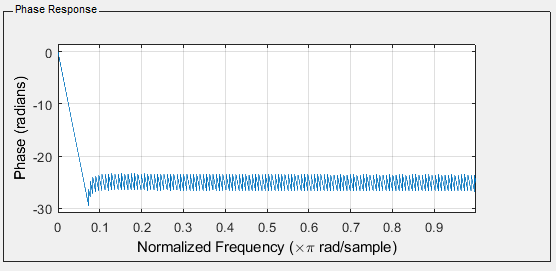 Phase Response
0
-10
-20
-30
Phase (radians)
0 0.1 0.2 0.3 0.4 0.5 0.6 0.7 0.8 0.9
Normalized Frequency (×π rad/sample)